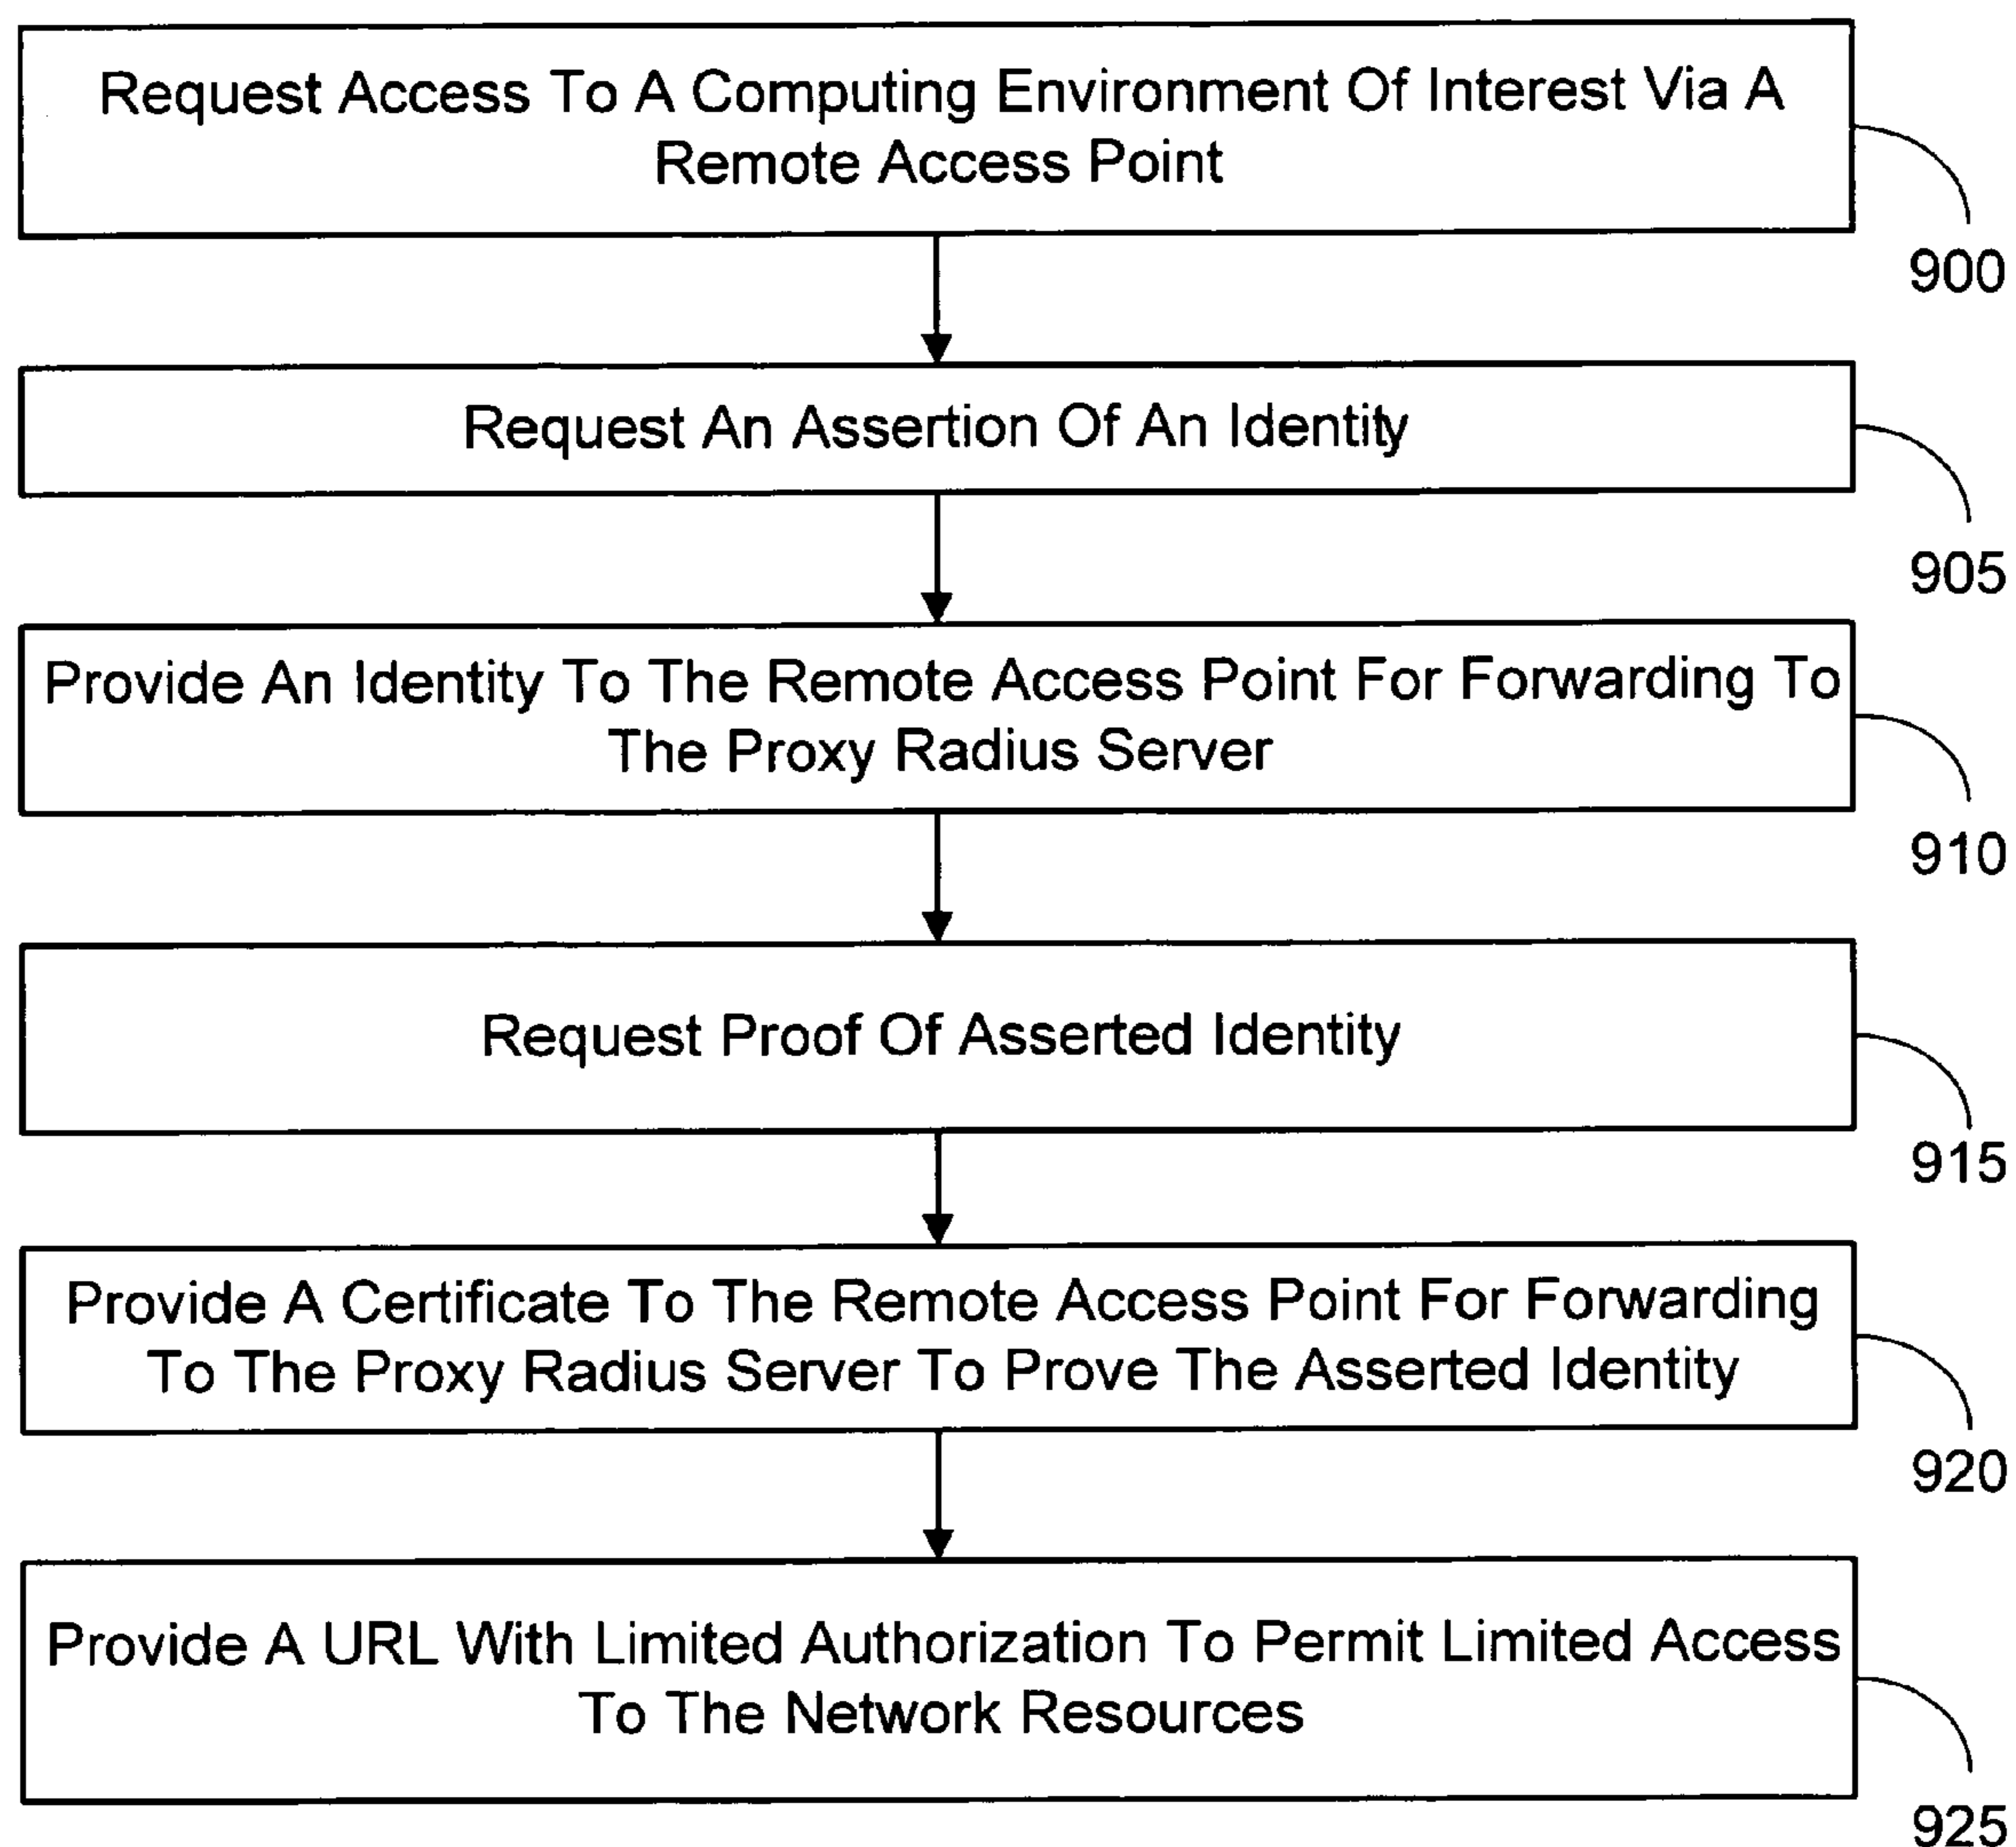 Request Access To A Computing Environment Of Interest Via A
Remote Access Point
900
Request An Assertion Of An Identity
905
Provide An Identity To The Remote Access Point For Forwarding To
The Proxy Radius Server
910
Request Proof Of Asserted Identity
915
Provide A Certificate To The Remote Access Point For Forwarding
To The Proxy Radius Server To Prove The Asserted Identity
920
Provide A URL With Limited Authorization To Permit Limited Access
To The Network Resources
925